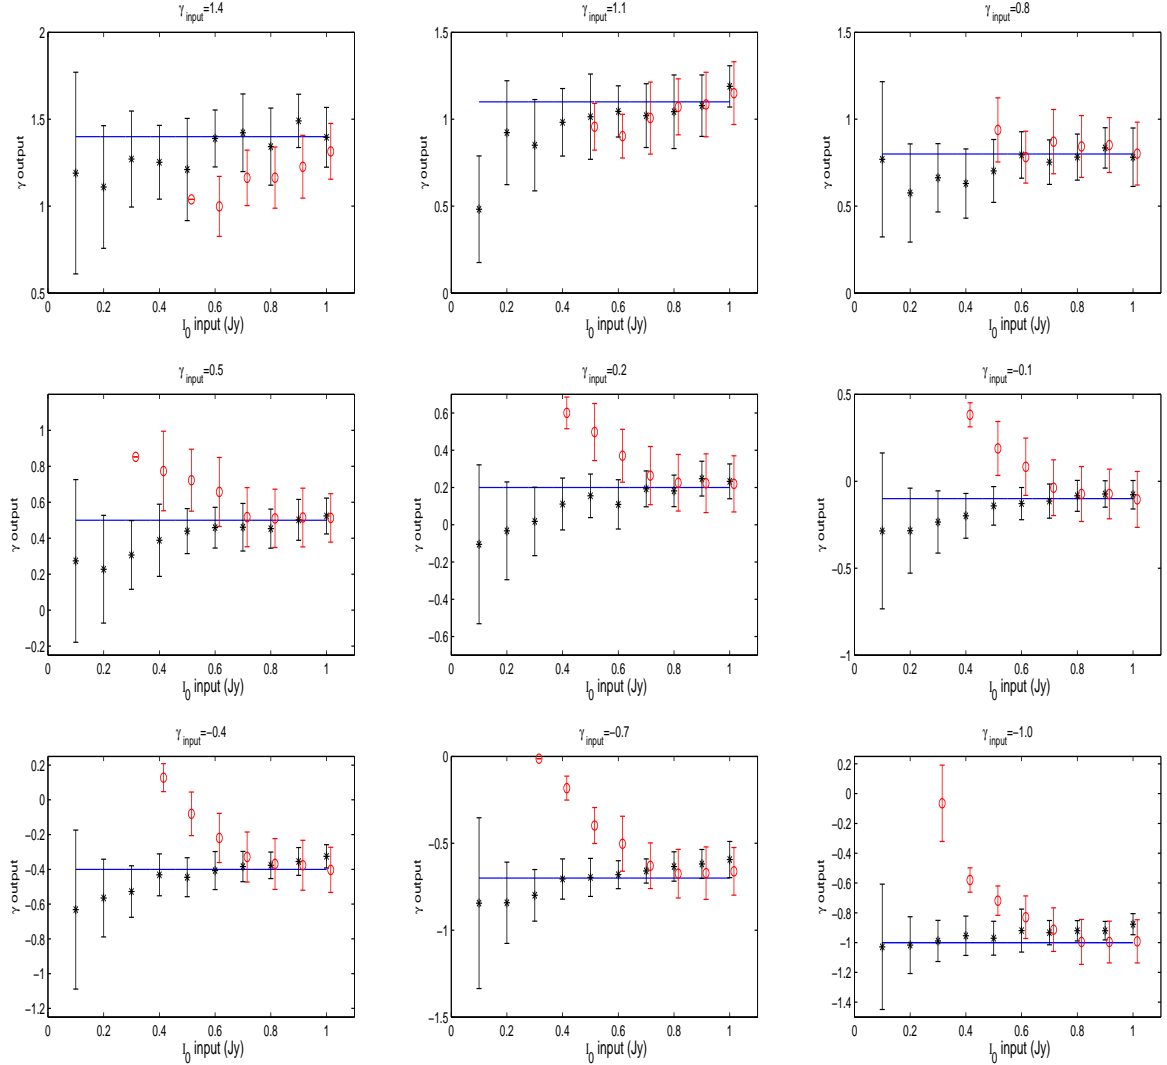 γ input=1.4
γ input=1.1
γ input=0.8
2
1.5
1
0.5
γ output
0 0.2 0.4 0.6 0.8 1
I0 input (Jy)
1.5
1
0.5
0
γ output
0 0.2 0.4 0.6 0.8 1
I0 input (Jy)
1.5
1
0.5
0
γ output
0 0.2 0.4 0.6 0.8 1
I0 input (Jy)
γ input=0.5
γ input=0.2
γ input=−0.1
1
0.8
0.6
0.4
0.2
0
−0.2
γ output
0 0.2 0.4 0.6 0.8 1
I0 input (Jy)
0.6
0.4
0.2
0
−0.2
−0.4
−0.6
γ output
0 0.2 0.4 0.6 0.8 1
I0 input (Jy)
0.5
0
−0.5
−1
γ output
0 0.2 0.4 0.6 0.8 1
I0 input (Jy)
γ input=−0.4
γ input=−0.7
γ input=−1.0
0.2
0
−0.2
−0.4
−0.6
−0.8
−1
−1.2
γ output
0 0.2 0.4 0.6 0.8 1
I0 input (Jy)
0
−0.5
−1
−1.5
γ output
0 0.2 0.4 0.6 0.8 1
I0 input (Jy)
0.2
0
−0.2
−0.4
−0.6
−0.8
−1
−1.2
−1.4
γ output
0 0.2 0.4 0.6 0.8 1
I0 input (Jy)